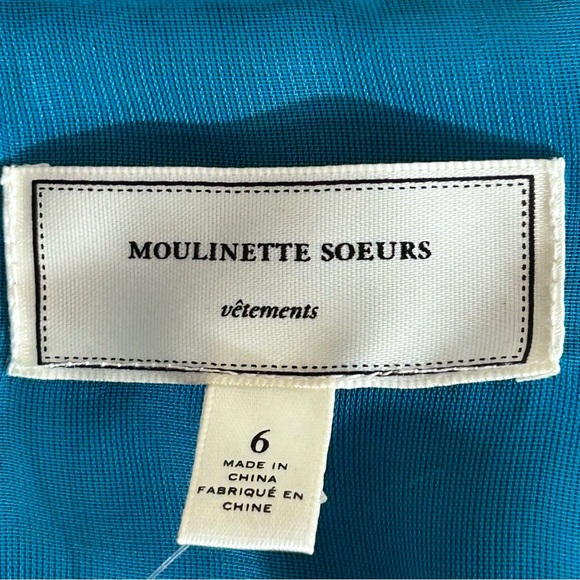 MOULINETTE SOEURS
vêtements
6
MADE IN
CHINA
FABRIQUÉ EN
CHINE